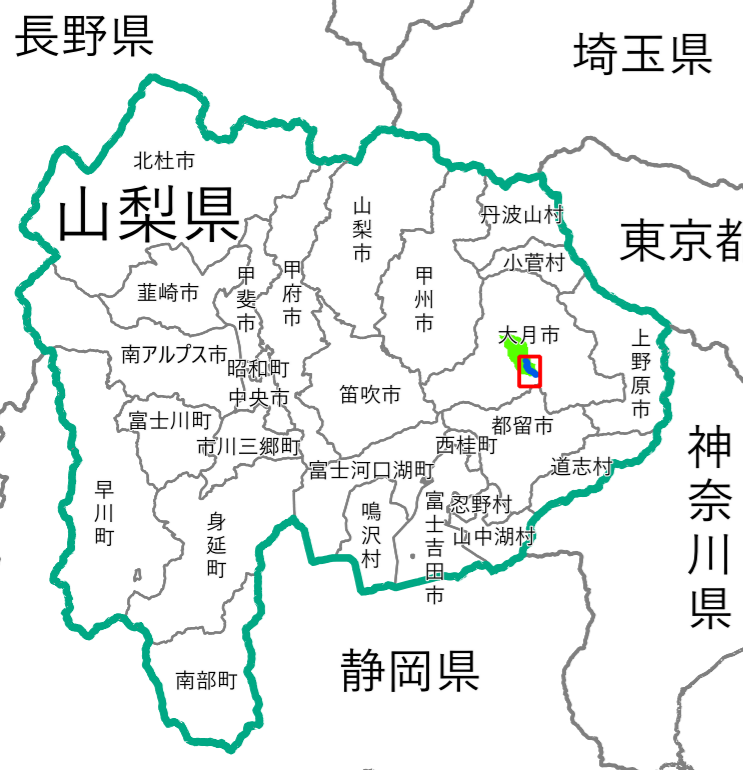 長野県
埼玉県
北杜市
山梨県
山梨市
丹波山村
東京都
小菅村
韮崎市
甲斐市
甲府市
甲州市
大月市
上野原市
南アルプス市
昭和町
中央市
笛吹市
富士川町
市川三郷町
都留市
西桂町
富士河口湖町
道志村
神奈川県
早川町
身延町
鳴沢村
富士吉田市
忍野村
山中湖村
静岡県
南部町